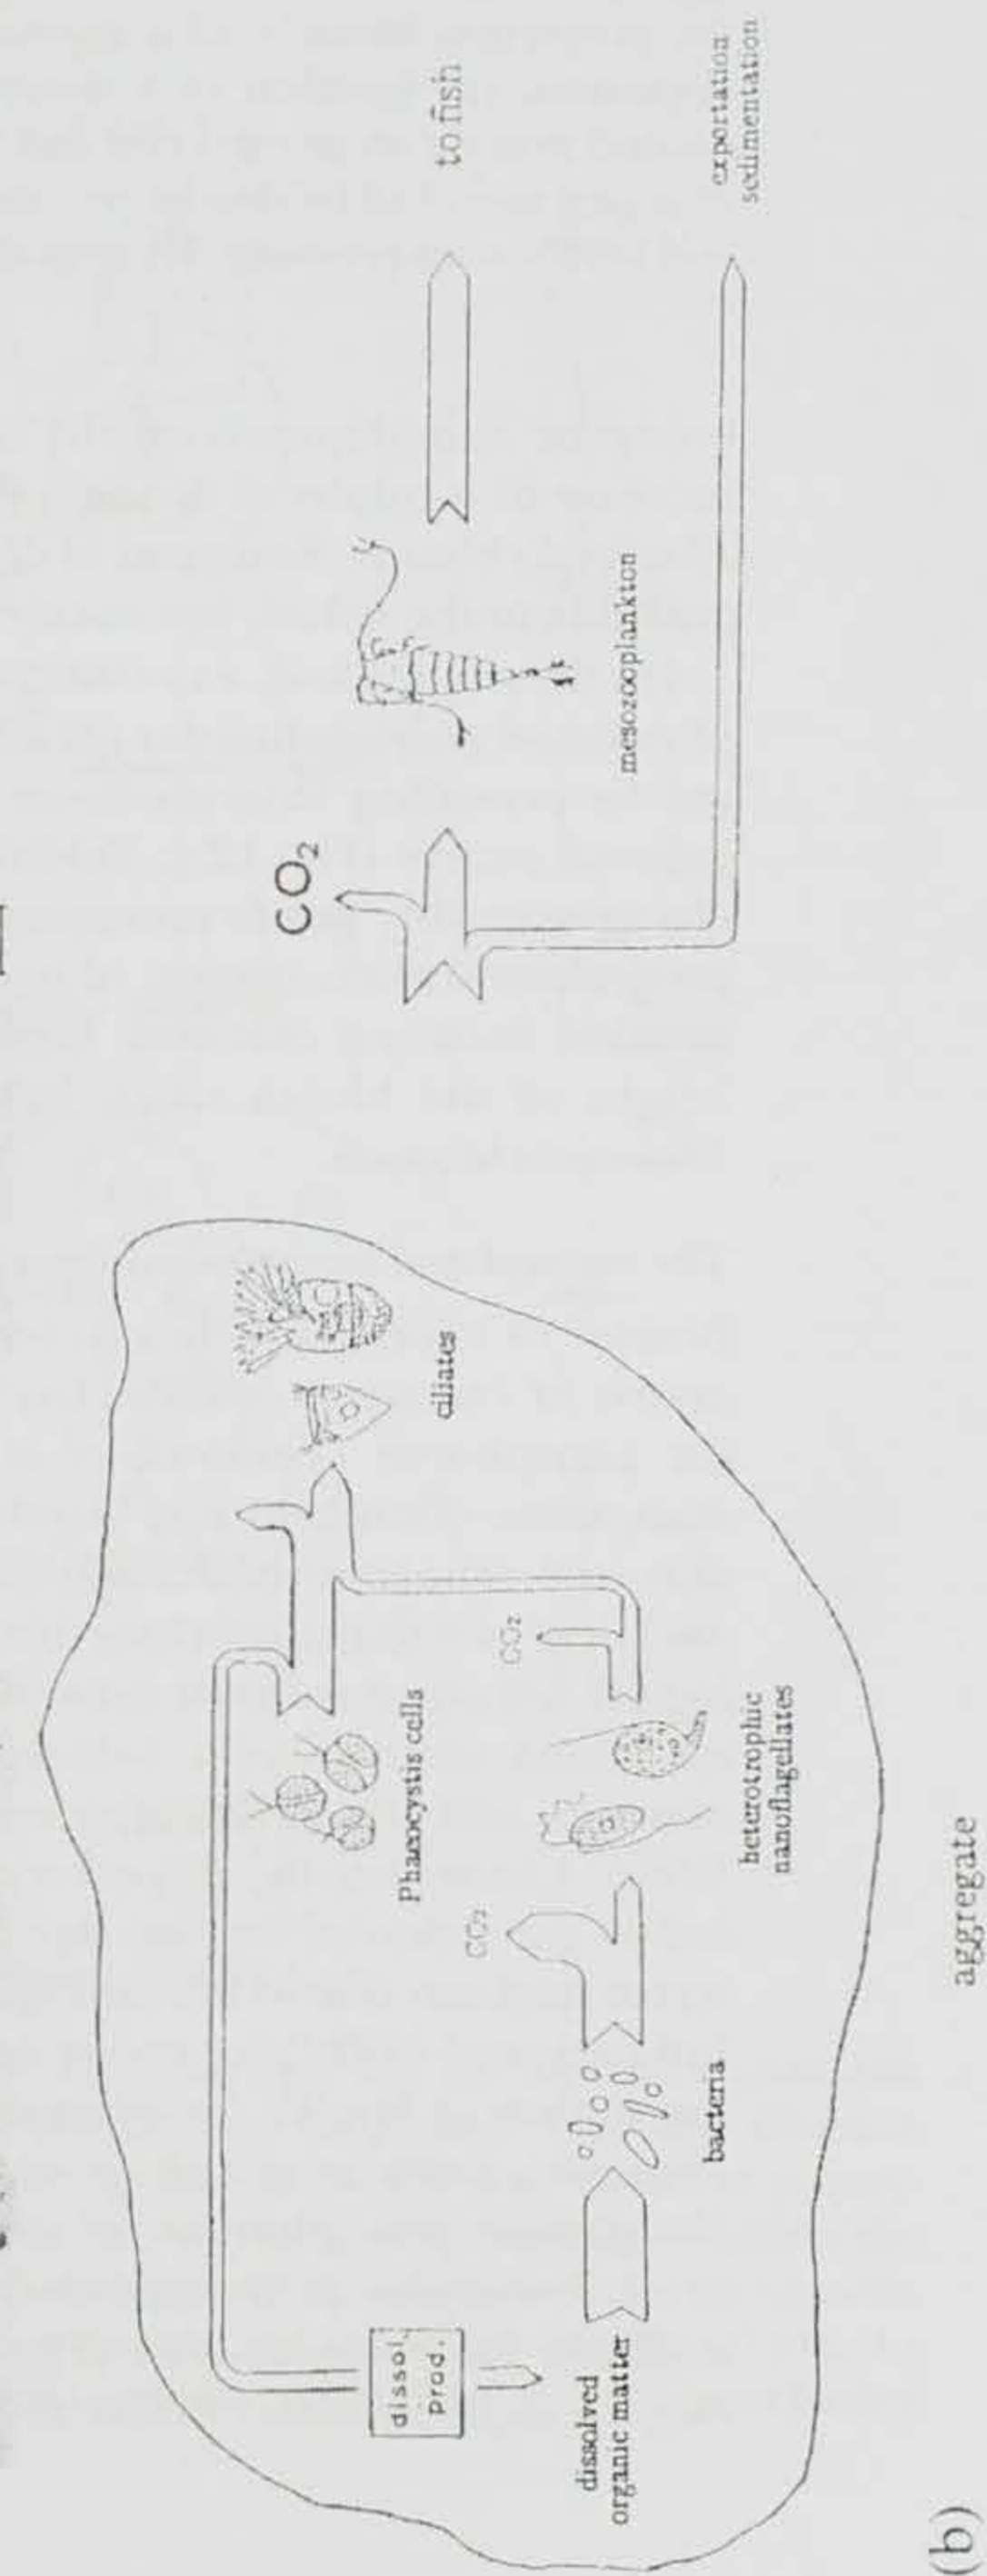 dissol.
prod.
dissolved
organic matter
bacteria
CO₂
Phaeocystis cells
heterotrophic
nanoflagellates
CO₂
ciliates
aggregate
(b)
CO₂
mesozooplankton
to fish
exportation
sedimentation